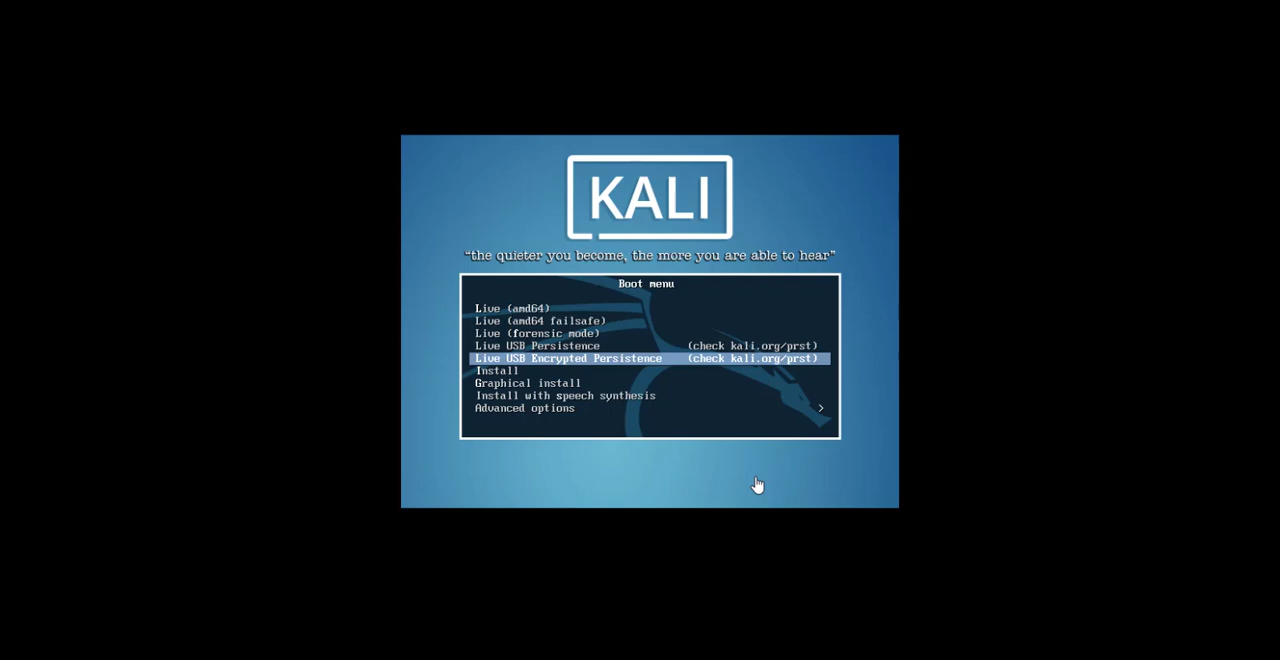 KALI
“the quieter you become, the more you are able to hear”
Boot menu
Live (amd64)
Live (amd64 failsafe)
Live (forensic mode)
Live USB Persistence (check kali.org/prst)
Live USB Encrypted Persistence (check kali.org/prst)
Install
Graphical install
Install with speech synthesis
Advanced options >